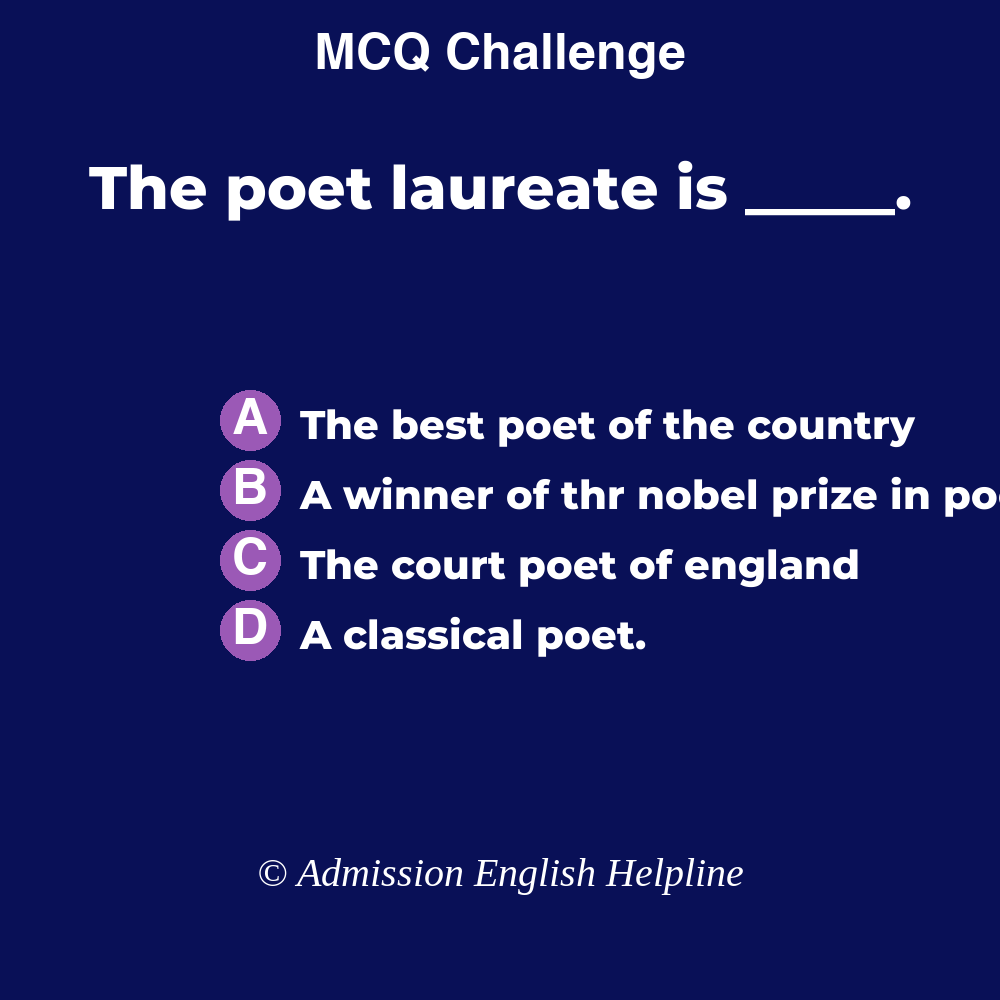 MCQ Challenge
The poet laureate is _____.
A The best poet of the country
B A winner of thr nobel prize in
C The court poet of england
D A classical poet.
© Admission English Helpline